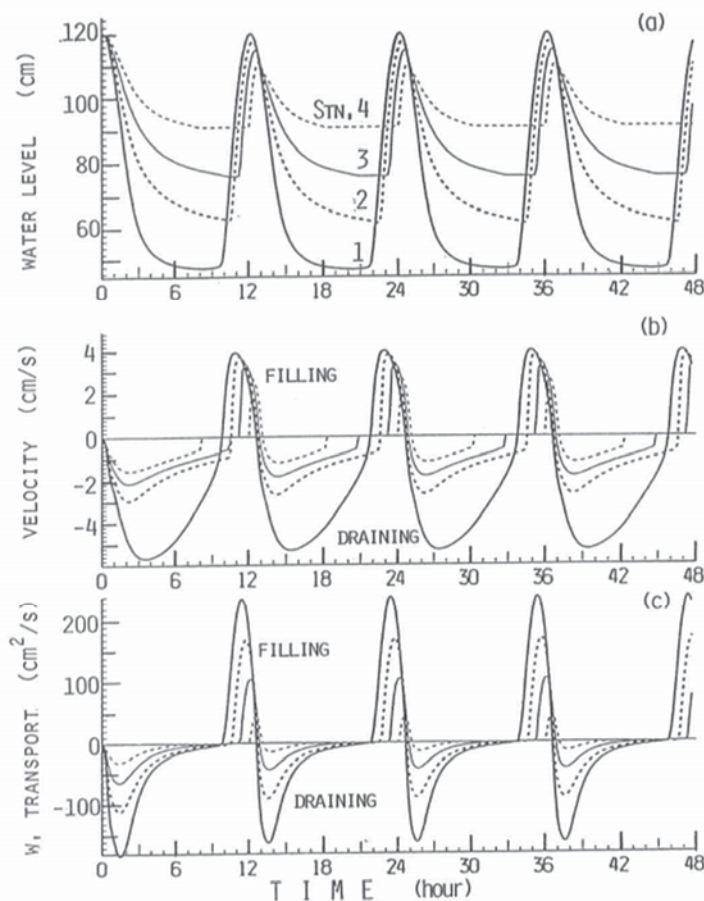 (a)
WATER LEVEL (cm)
120
100
80
60
STN. 4
3
2
1
0 6 12 18 24 30 36 42 48
(b)
VELOCITY (cm/s)
4
2
0
-2
-4
FILLING
DRAINING
0 6 12 18 24 30 36 42 48
(c)
W, TRANSPORT (cm²/s)
200
100
0
-100
FILLING
DRAINING
0 6 12 18 24 30 36 42 48
TIME (hour)